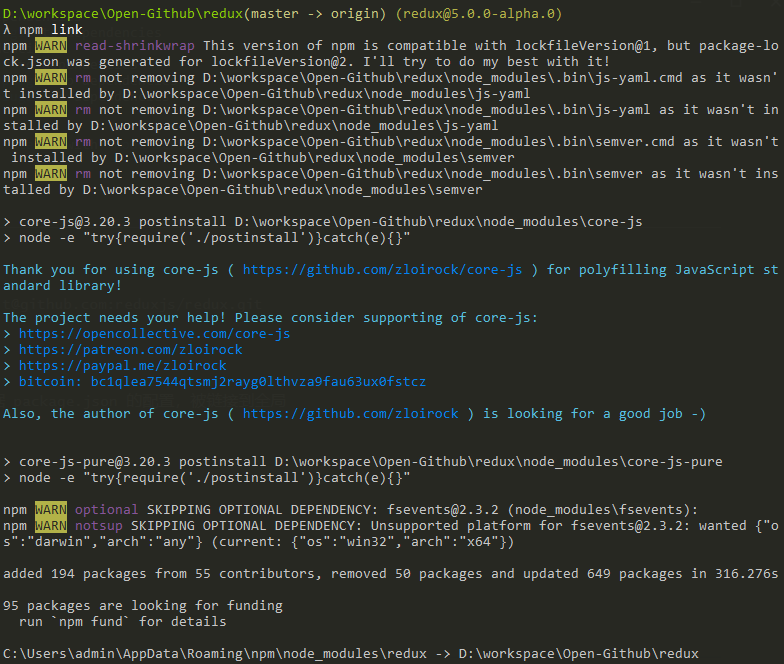 D:\workspace\Open-Github\redux(master -> origin) (redux@5.0.0-alpha.0)
λ npm link
npm WARN read-shrinkwrap This version of npm is compatible with lockfileVersion@1, but package-lo
ck.json was generated for lockfileVersion@2. I'll try to do my best with it!
npm WARN rm not removing D:\workspace\Open-Github\redux\node_modules\.bin\js-yaml.cmd as it wasn'
t installed by D:\workspace\Open-Github\redux\node_modules\js-yaml
npm WARN rm not removing D:\workspace\Open-Github\redux\node_modules\.bin\js-yaml as it wasn't in
stalled by D:\workspace\Open-Github\redux\node_modules\js-yaml
npm WARN rm not removing D:\workspace\Open-Github\redux\node_modules\.bin\semver.cmd as it wasn't
 installed by D:\workspace\Open-Github\redux\node_modules\semver
npm WARN rm not removing D:\workspace\Open-Github\redux\node_modules\.bin\semver as it wasn't ins
talled by D:\workspace\Open-Github\redux\node_modules\semver
> core-js@3.20.3 postinstall D:\workspace\Open-Github\redux\node_modules\core-js
> node -e "try{require('./postinstall')}catch(e){}"
Thank you for using core-js ( https://github.com/zloirock/core-js ) for polyfilling JavaScript st
andard library!
The project needs your help! Please consider supporting of core-js:
> https://opencollective.com/core-js
> https://patreon.com/zloirock
> https://paypal.me/zloirock
> bitcoin: bc1qlea7544qtsmj2rayg0lthvza9fau63ux0fstcz
Also, the author of core-js ( https://github.com/zloirock ) is looking for a good job -)
> core-js-pure@3.20.3 postinstall D:\workspace\Open-Github\redux\node_modules\core-js-pure
> node -e "try{require('./postinstall')}catch(e){}"
npm WARN optional SKIPPING OPTIONAL DEPENDENCY: fsevents@2.3.2 (node_modules\fsevents):
npm WARN notsup SKIPPING OPTIONAL DEPENDENCY: Unsupported platform for fsevents@2.3.2: wanted {"o
s":"darwin","arch":"any"} (current: {"os":"win32","arch":"x64"})
added 194 packages from 55 contributors, removed 50 packages and updated 649 packages in 316.276s
95 packages are looking for funding
  run `npm fund` for details
C:\Users\admin\AppData\Roaming\npm\node_modules\redux -> D:\workspace\Open-Github\redux